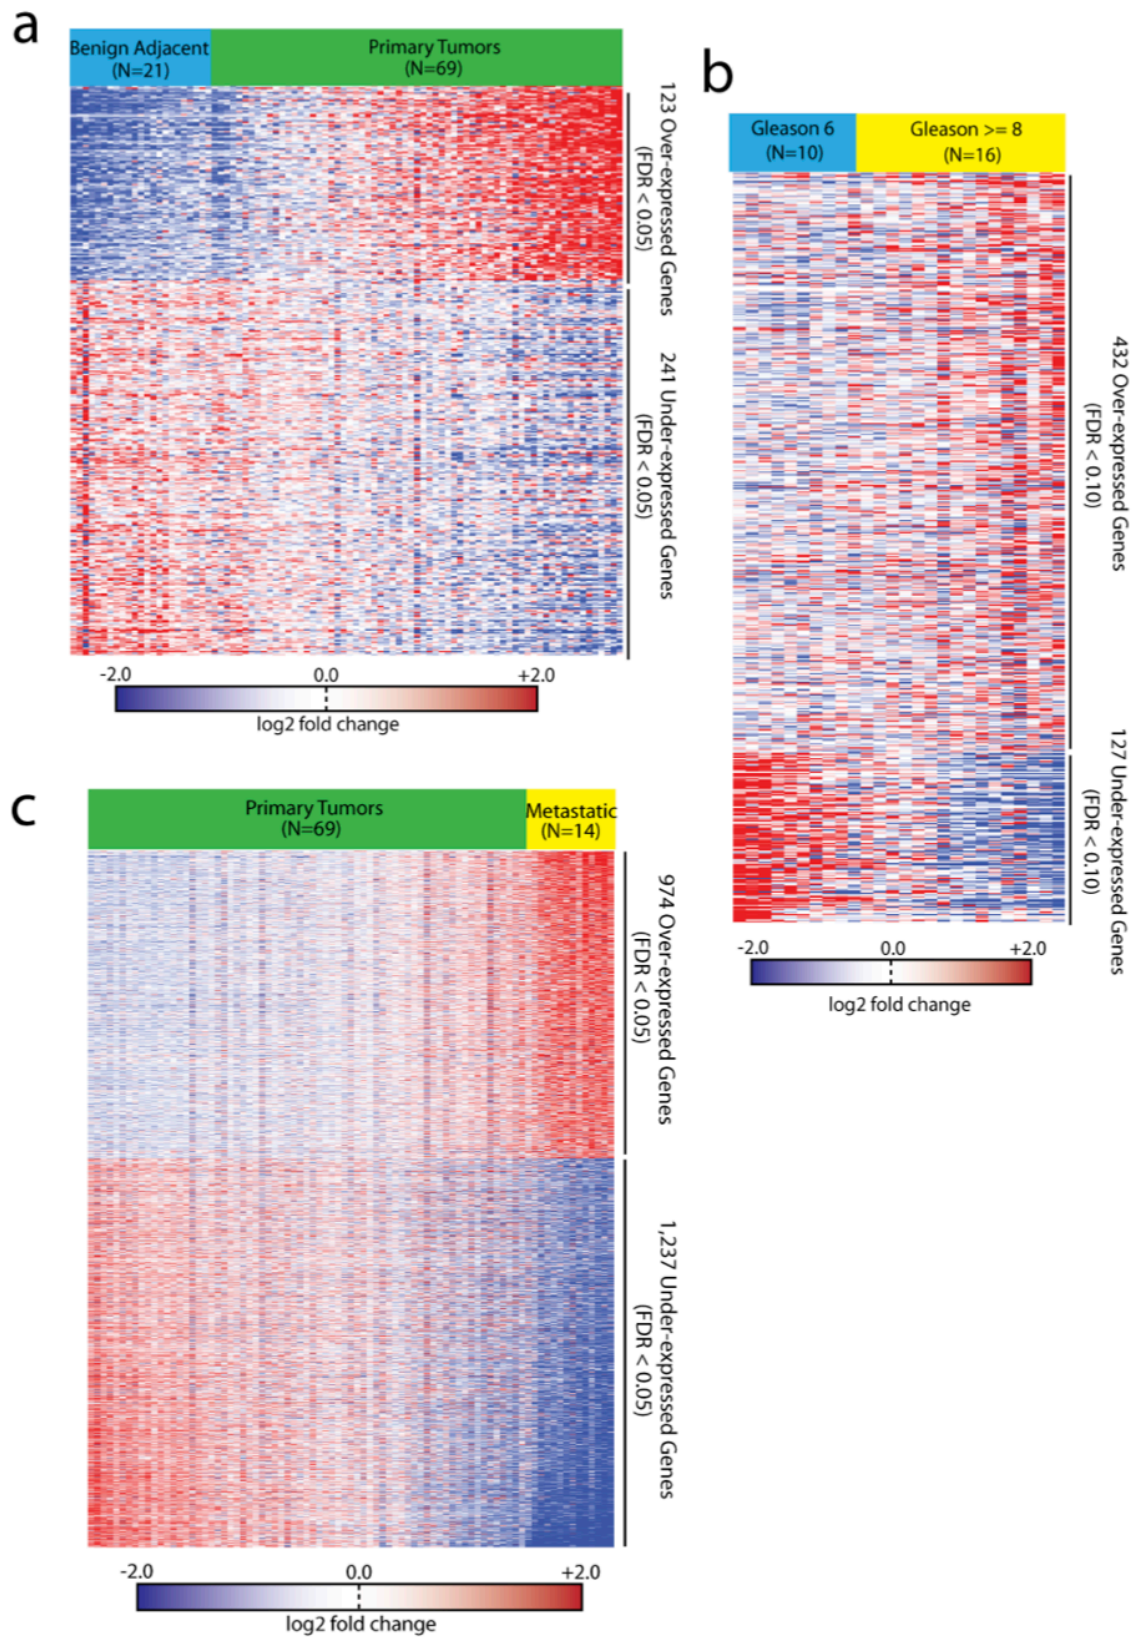 a
Benign Adjacent
(N=21)
Primary Tumors
(N=69)
123 Over-expressed Genes
(FDR < 0.05)
241 Under-expressed Genes
(FDR < 0.05)
-2.0 0.0 +2.0
log2 fold change
b
Gleason 6
(N=10)
Gleason >= 8
(N=16)
432 Over-expressed Genes
(FDR < 0.10)
127 Under-expressed Genes
(FDR < 0.10)
-2.0 0.0 +2.0
log2 fold change
c
Primary Tumors
(N=69)
Metastatic
(N=14)
974 Over-expressed Genes
(FDR < 0.05)
1,237 Under-expressed Genes
(FDR < 0.05)
-2.0 0.0 +2.0
log2 fold change